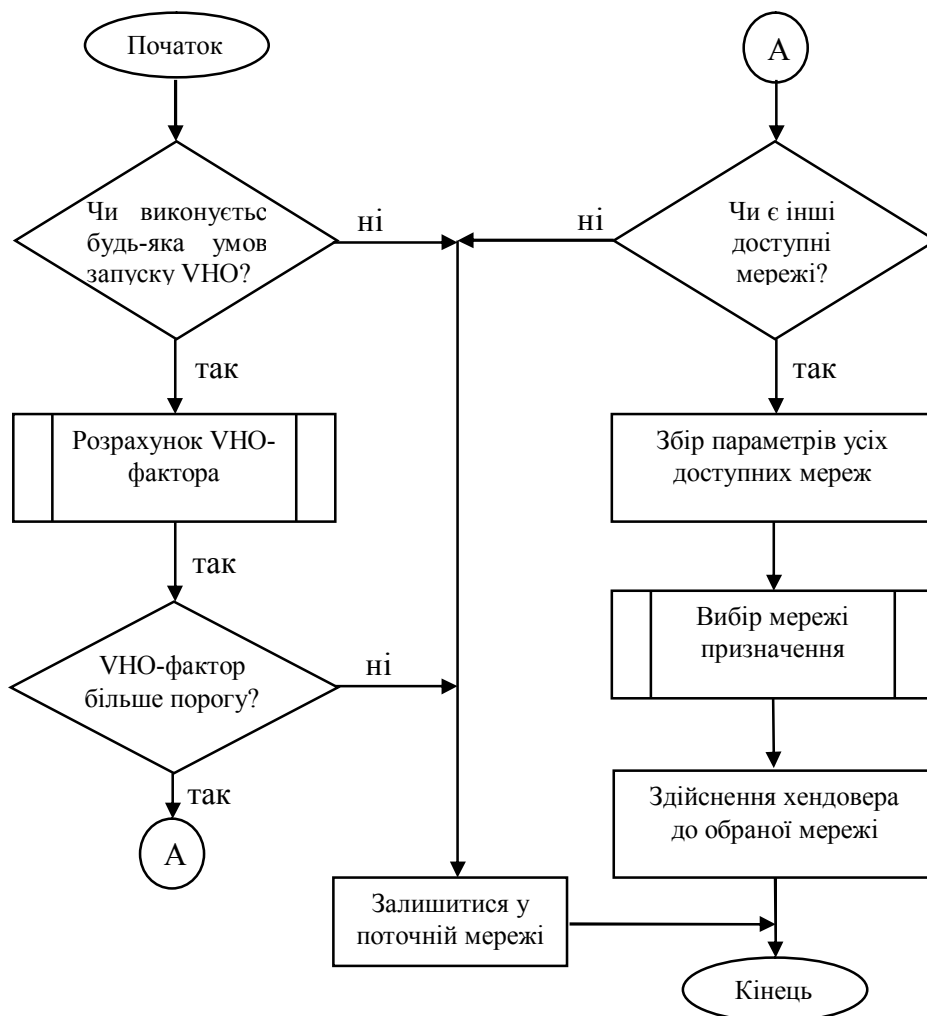 Початок
Чи виконуєтьс
будь-яка умов
запуску VHO?
ні
так
Розрахунок VHO-
фактора
так
VHO-фактор
більше порогу?
ні
так
А
Залишитися у
поточній мережі
А
Чи є інші
доступні
мережі?
ні
так
Збір параметрів усіх
доступних мереж
Вибір мережі
призначення
Здійснення хендовера
до обраної мережі
Кінець